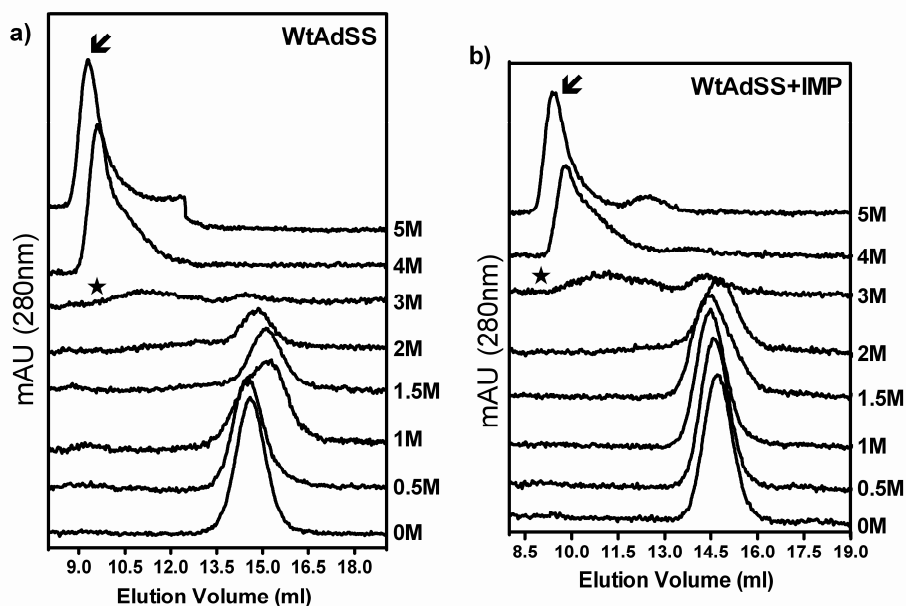 a)
WtAdSS
mAU (280nm)
5M
4M
3M
2M
1.5M
1M
0.5M
0M
9.0 10.5 12.0 13.5 15.0 16.5 18.0
Elution Volume (ml)
b)
WtAdSS+IMP
mAU (280nm)
5M
4M
3M
2M
1.5M
1M
0.5M
0M
8.5 10.0 11.5 13.0 14.5 16.0 17.5 19.0
Elution Volume (ml)